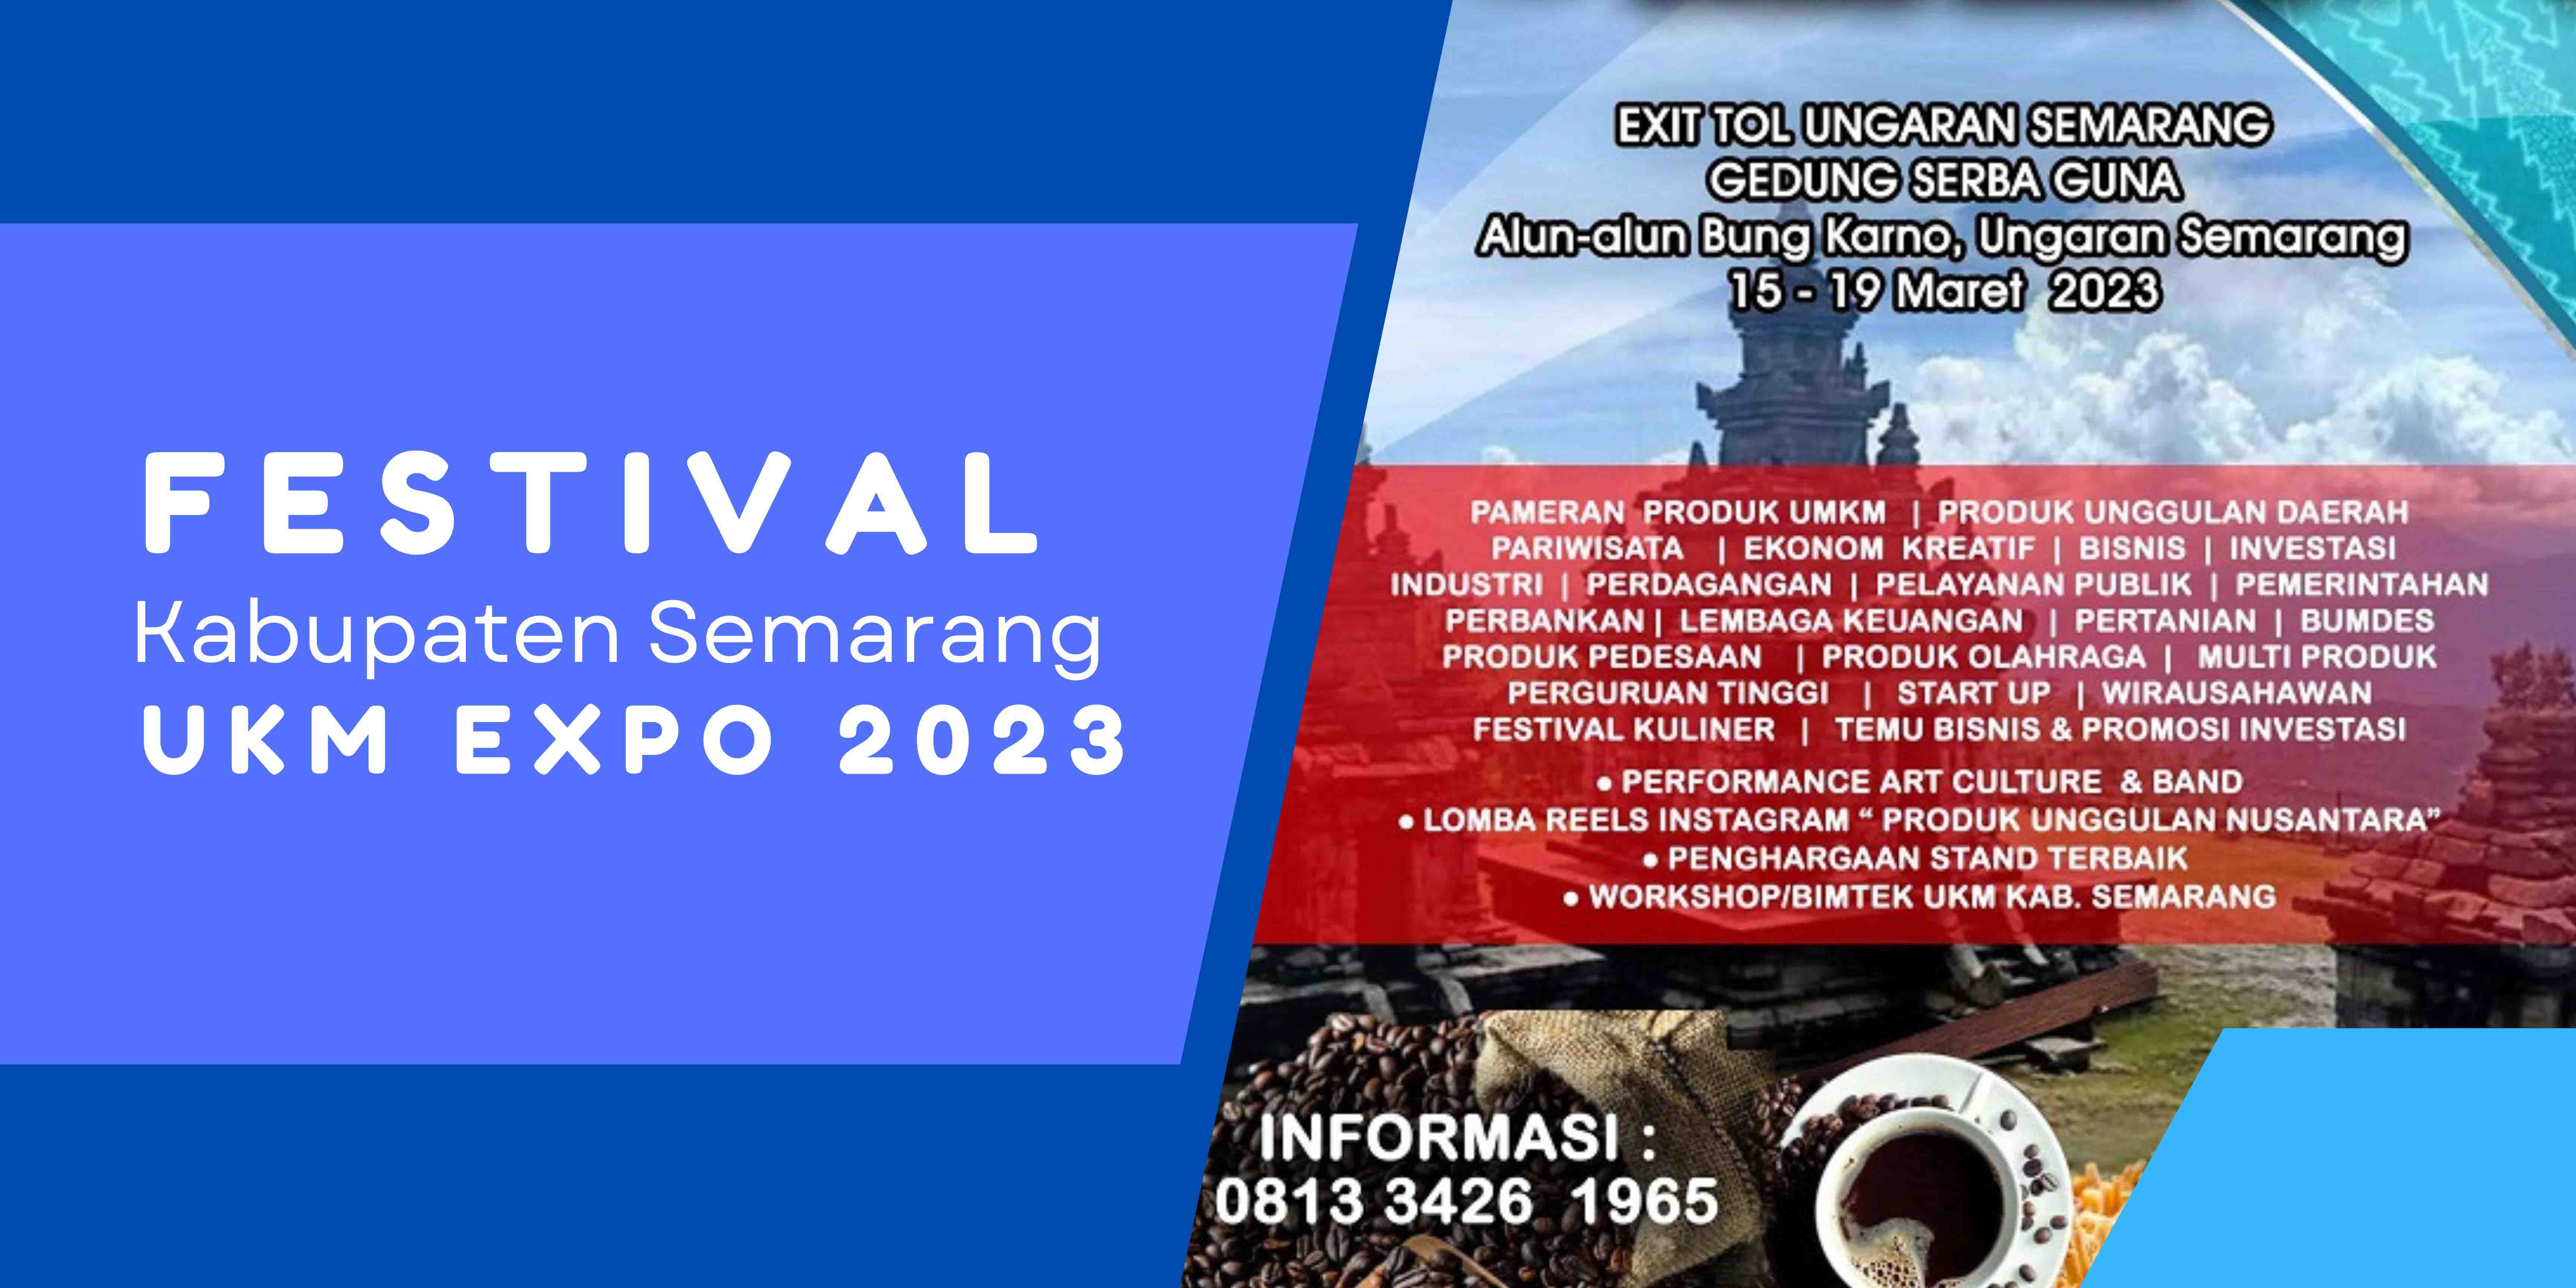 FESTIVAL
Kabupaten Semarang
UKM EXPO 2023
EXIT TOL UNGARAN SEMARANG
GEDUNG SERBA GUNA
Alun-alun Bung Karno, Ungaran Semarang
15 - 19 Maret 2023
PAMERAN PRODUK UMKM | PRODUK UNGGULAN DAERAH
PARIWISATA | EKONOM KREATIF | BISNIS | INVESTASI
INDUSTRI | PERDAGANGAN | PELAYANAN PUBLIK | PEMERINTAHAN
PERBANKAN | LEMBAGA KEUANGAN | PERTANIAN | BUMDES
PRODUK PEDESAAN | PRODUK OLAHRAGA | MULTI PRODUK
PERGURUAN TINGGI | START UP | WIRAUSAHAWAN
FESTIVAL KULINER | TEMU BISNIS & PROMOSI INVESTASI
• PERFORMANCE ART CULTURE & BAND
• LOMBA REELS INSTAGRAM “ PRODUK UNGGULAN NUSANTARA”
• PENGHARGAAN STAND TERBAIK
• WORKSHOP/BIMTEK UKM KAB. SEMARANG
INFORMASI :
0813 3426 1965